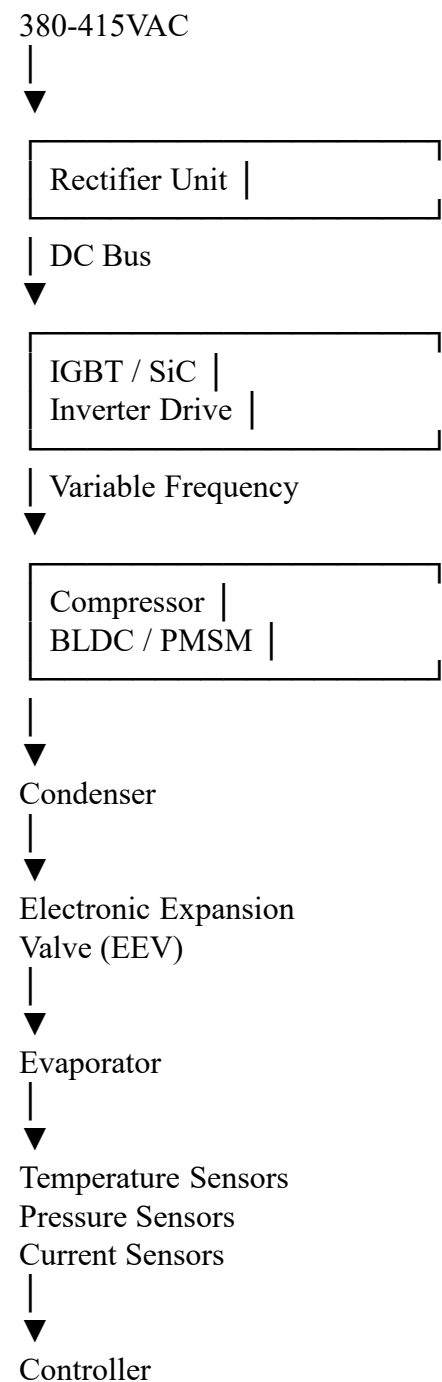 380-415VAC
Rectifier Unit
DC Bus
IGBT / SiC
Inverter Drive
Variable Frequency
Compressor
BLDC / PMSM
Condenser
Electronic Expansion
Valve (EEV)
Evaporator
Temperature Sensors
Pressure Sensors
Current Sensors
Controller